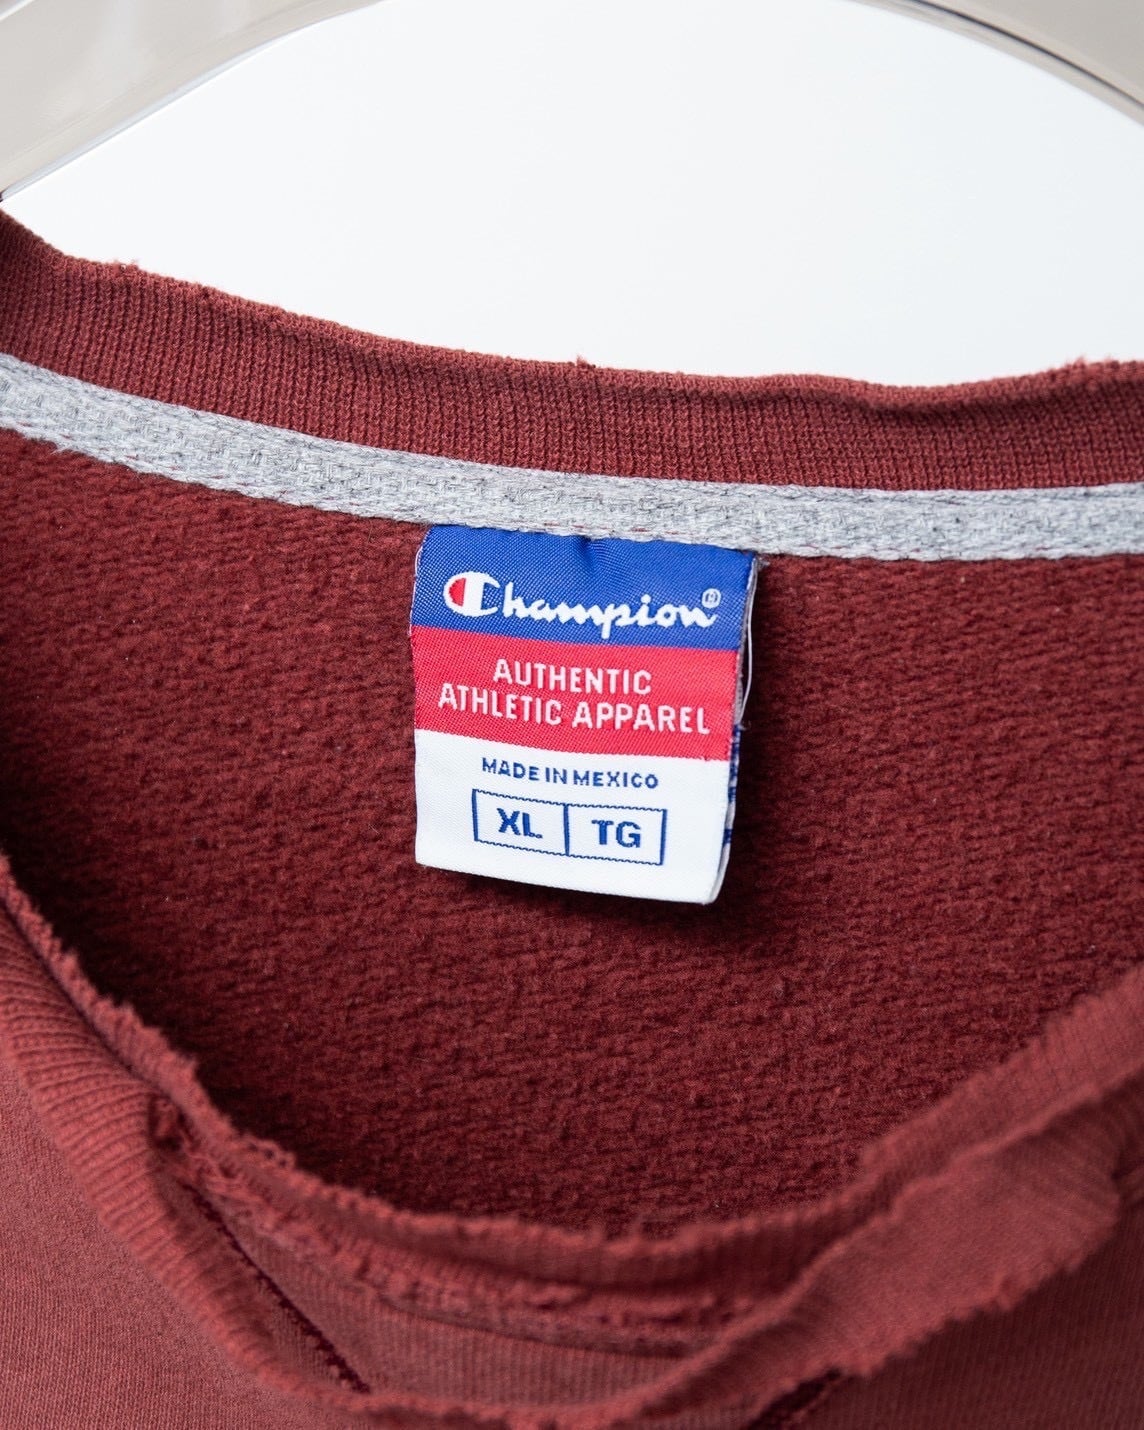 Champion®
AUTHENTIC
ATHLETIC APPAREL
MADE IN MEXICO
XL TG